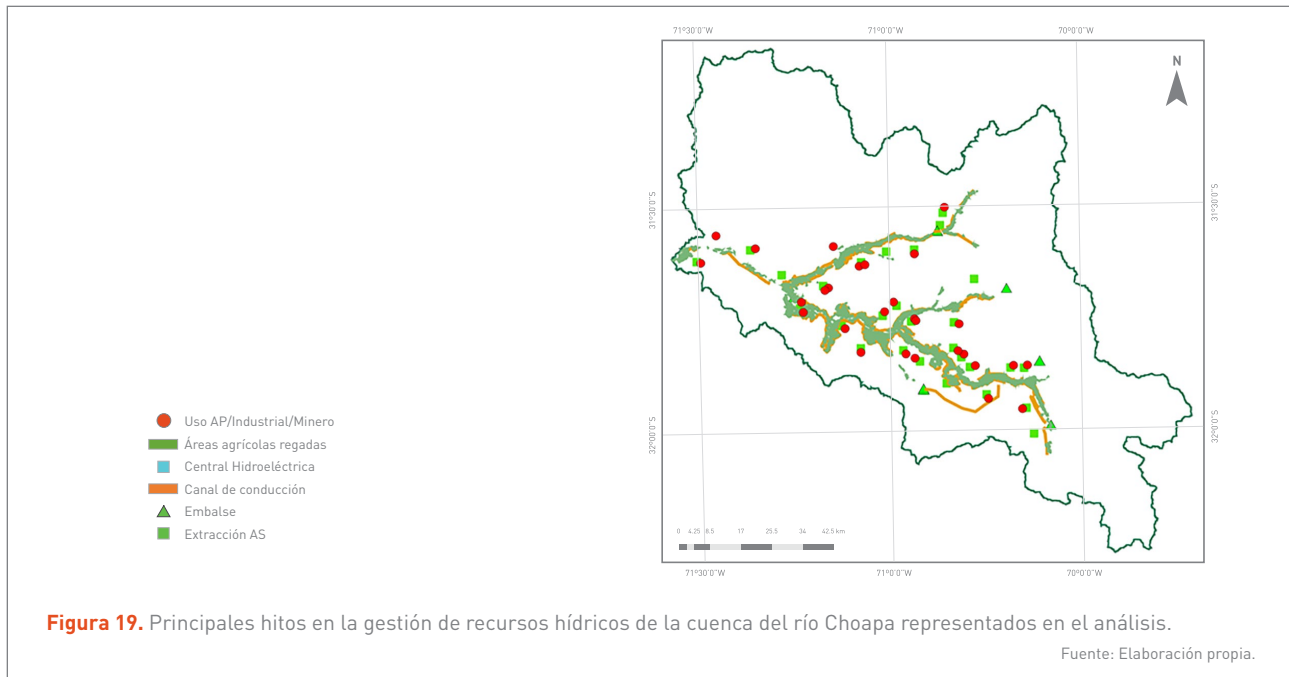 71°30'0"W
71°0'0"W
70°0'0"W
N
31°30'0"S
31°30'0"S
32°0'0"S
32°0'0"S
Uso AP/Industrial/Minero
Áreas agrícolas regadas
Central Hidroeléctrica
Canal de conducción
Embalse
Extracción AS
0 4.25 8.5 17 25.5 34 42.5 km
71°30'0"W
71°0'0"W
70°0'0"W
Figura 19. Principales hitos en la gestión de recursos hídricos de la cuenca del río Choapa representados en el análisis.
Fuente: Elaboración propia.